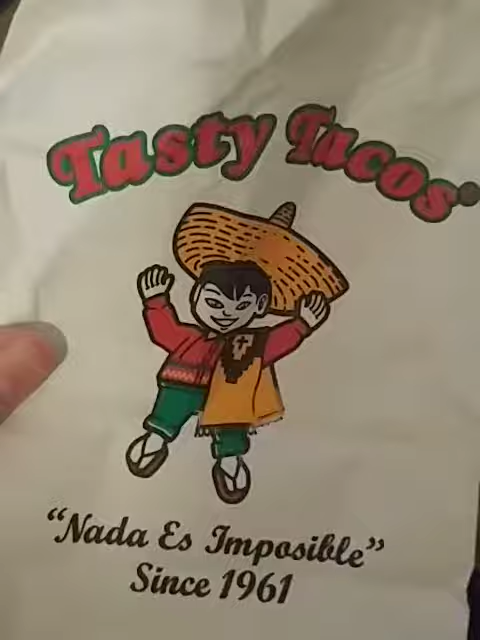 Tasty Tacos®
“Nada Es Imposible”
Since 1961